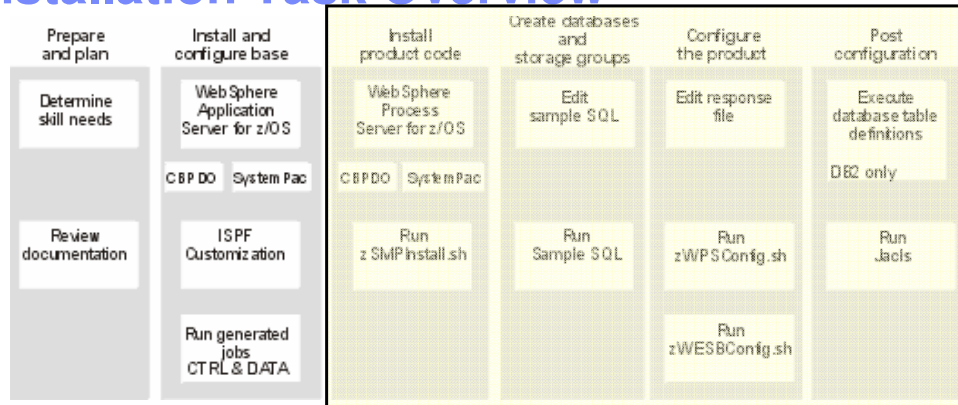 Installation Task Overview
Prepare
and plan
Determine
skill needs
Review
documentation
Install and
configure base
WebSphere
Application
Server for z/OS
CBPDO SystemPac
ISPF
Customization
Run generated
jobs
CTRL & DATA
Install
product code
WebSphere
Process
Server for z/OS
CBPDO SystemPac
Run
zSMPInstall.sh
Create databases
and
storage groups
Edit
sample SQL
Run
Sample SQL
Configure
the product
Edit response
file
Run
zWPSConfig.sh
Run
zWESBConfig.sh
Post
configuration
Execute
database table
definitions
DB2 only
Run
Jacls